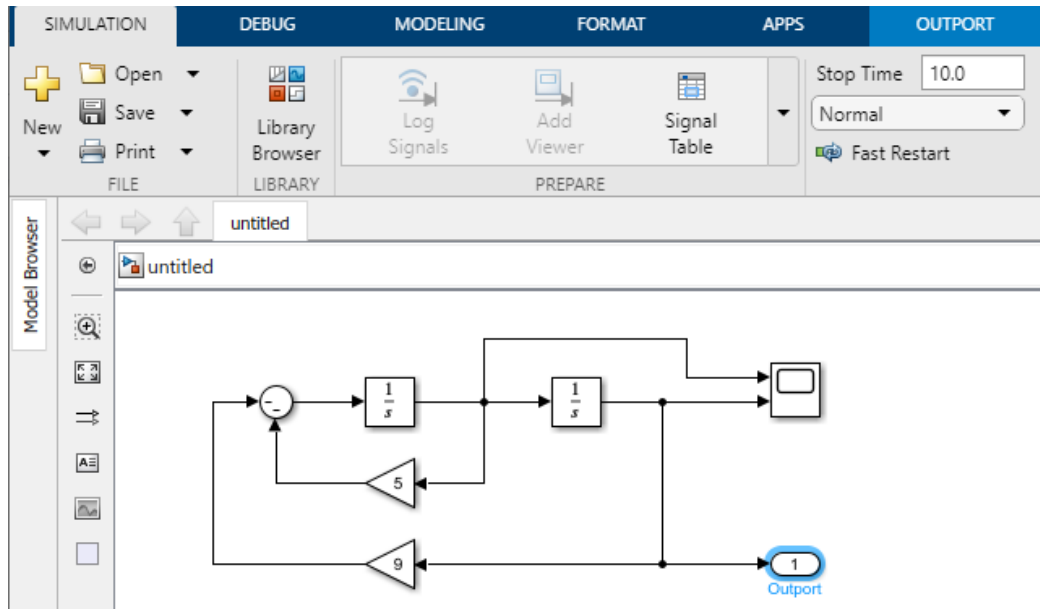 SIMULATION DEBUG MODELING FORMAT APPS OUTPORT
New
Open
Save
Print
FILE
Library
Browser
LIBRARY
Log
Signals
Add
Viewer
Signal
Table
PREPARE
Stop Time 10.0
Normal
Fast Restart
Model Browser
untitled
untitled
A
1
s
1
s
- -
5
9
1
Outport